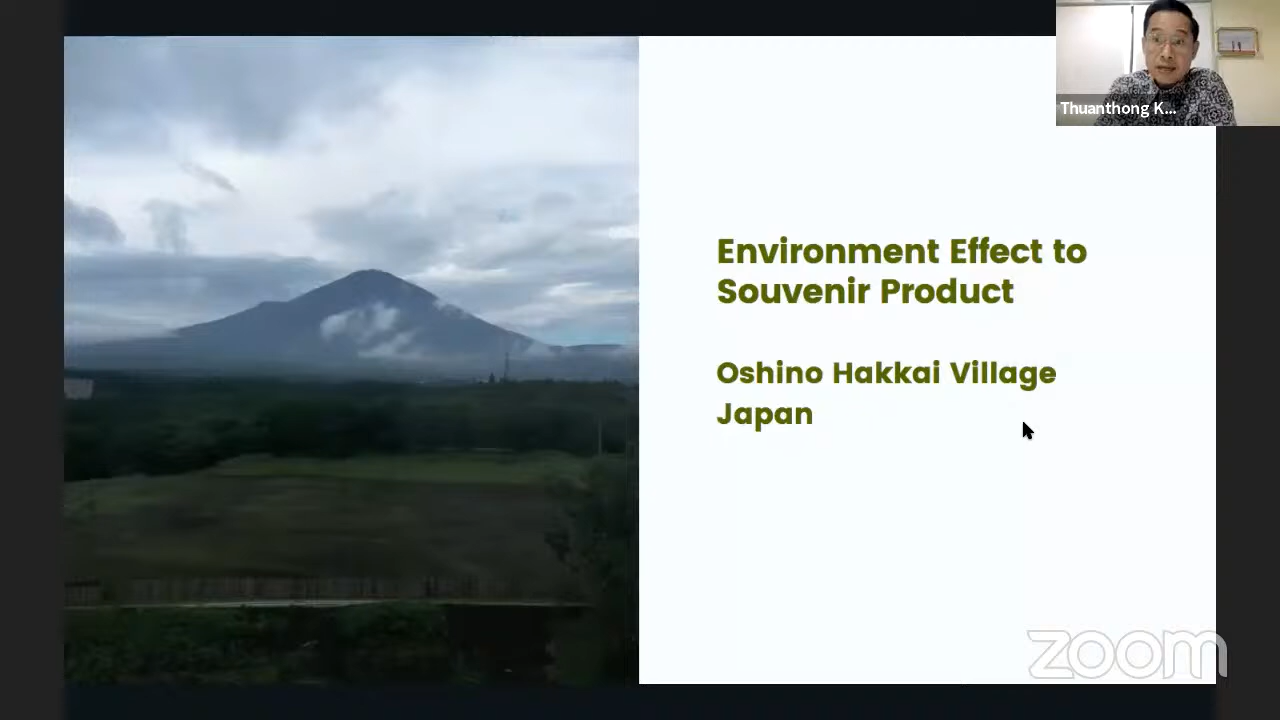 Thuanthong K...
Environment Effect to
Souvenir Product
Oshino Hakkai Village
Japan
zoom